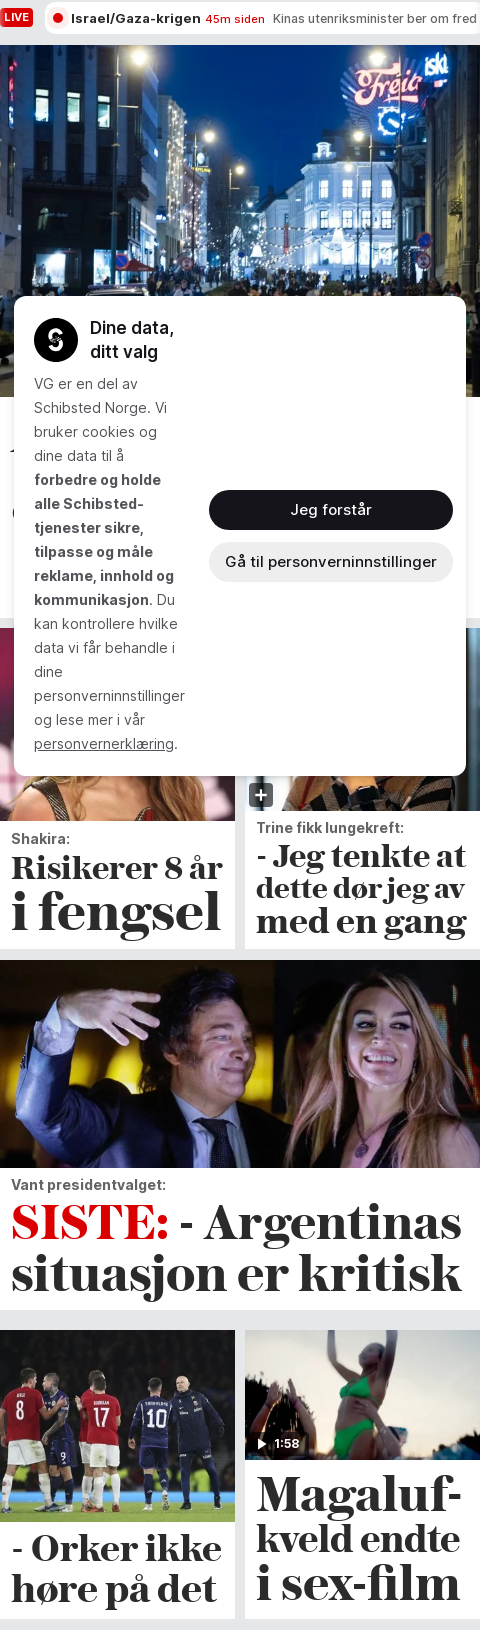 LIVE
Israel/Gaza-krigen 45m siden Kinas utenriksminister ber om fred
Freia
Dine data,
ditt valg
VG er en del av
Schibsted Norge. Vi
bruker cookies og
dine data til å
forbedre og holde
alle Schibsted-
tjenester sikre,
tilpasse og måle
reklame, innhold og
kommunikasjon. Du
kan kontrollere hvilke
data vi får behandle i
dine
personverninnstillinger
og lese mer i vår
personvernerklæring.
Jeg forstår
Gå til personverninnstillinger
Shakira:
Risikerer 8 år
i fengsel
Trine fikk lungekreft:
- Jeg tenkte at
dette dør jeg av
med en gang
Vant presidentvalget:
SISTE: - Argentinas
situasjon er kritisk
8
9
17
10
- Orker ikke
høre på det
1:58
Magaluf-
kveld endte
i sex-film